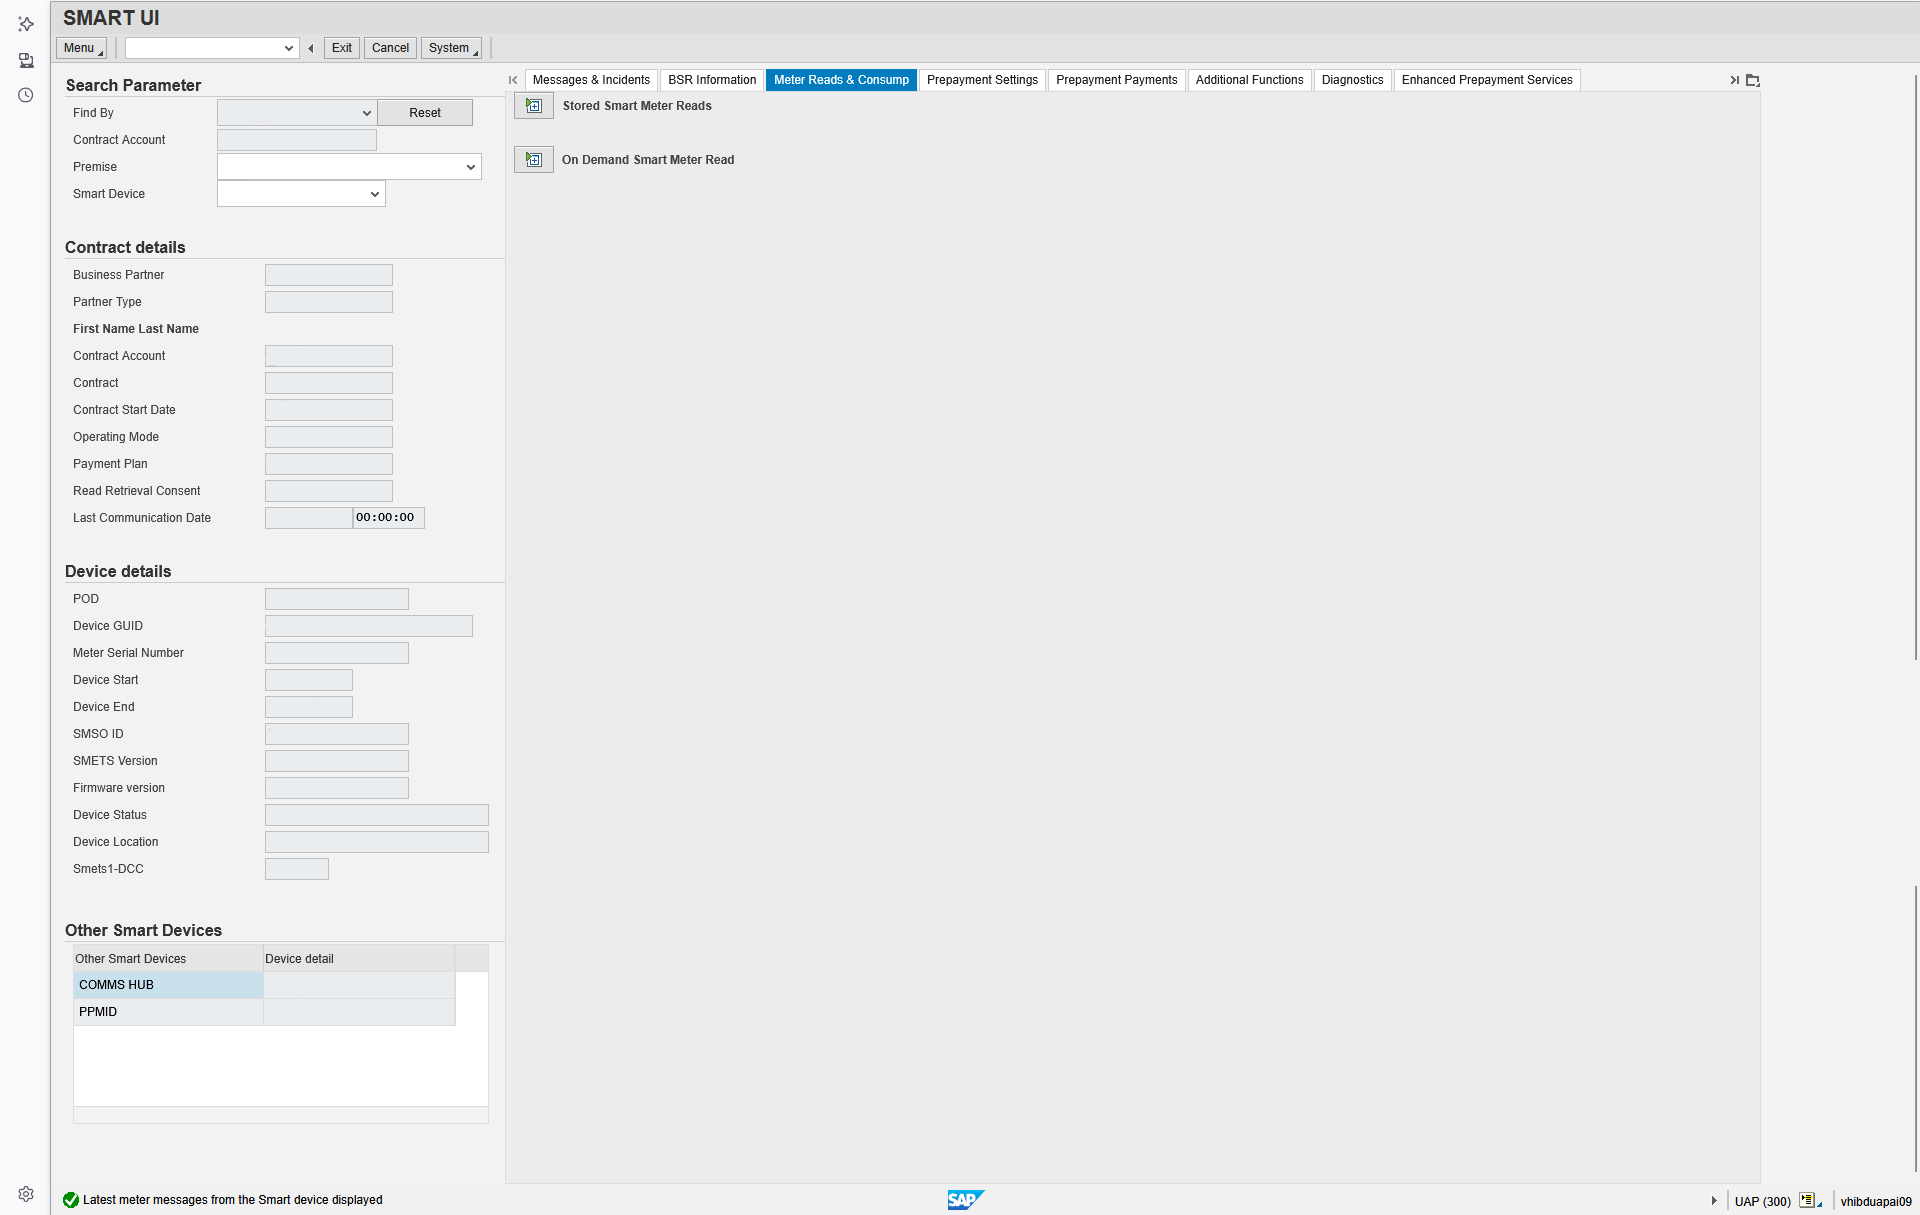 SMART UI
Menu
Exit
Cancel
System
Search Parameter
Find By
Reset
Contract Account
Premise
Smart Device
Contract details
Business Partner
Partner Type
First Name Last Name
Contract Account
Contract
Contract Start Date
Operating Mode
Payment Plan
Read Retrieval Consent
Last Communication Date
00:00:00
Device details
POD
Device GUID
Meter Serial Number
Device Start
Device End
SMSO ID
SMETS Version
Firmware version
Device Status
Device Location
Smets1-DCC
Other Smart Devices
Other Smart Devices
Device detail
COMMS HUB
PPMID
Messages & Incidents
BSR Information
Meter Reads & Consump
Prepayment Settings
Prepayment Payments
Additional Functions
Diagnostics
Enhanced Prepayment Services
Stored Smart Meter Reads
On Demand Smart Meter Read
Latest meter messages from the Smart device displayed
SAP
UAP (300)
vhibduapai09